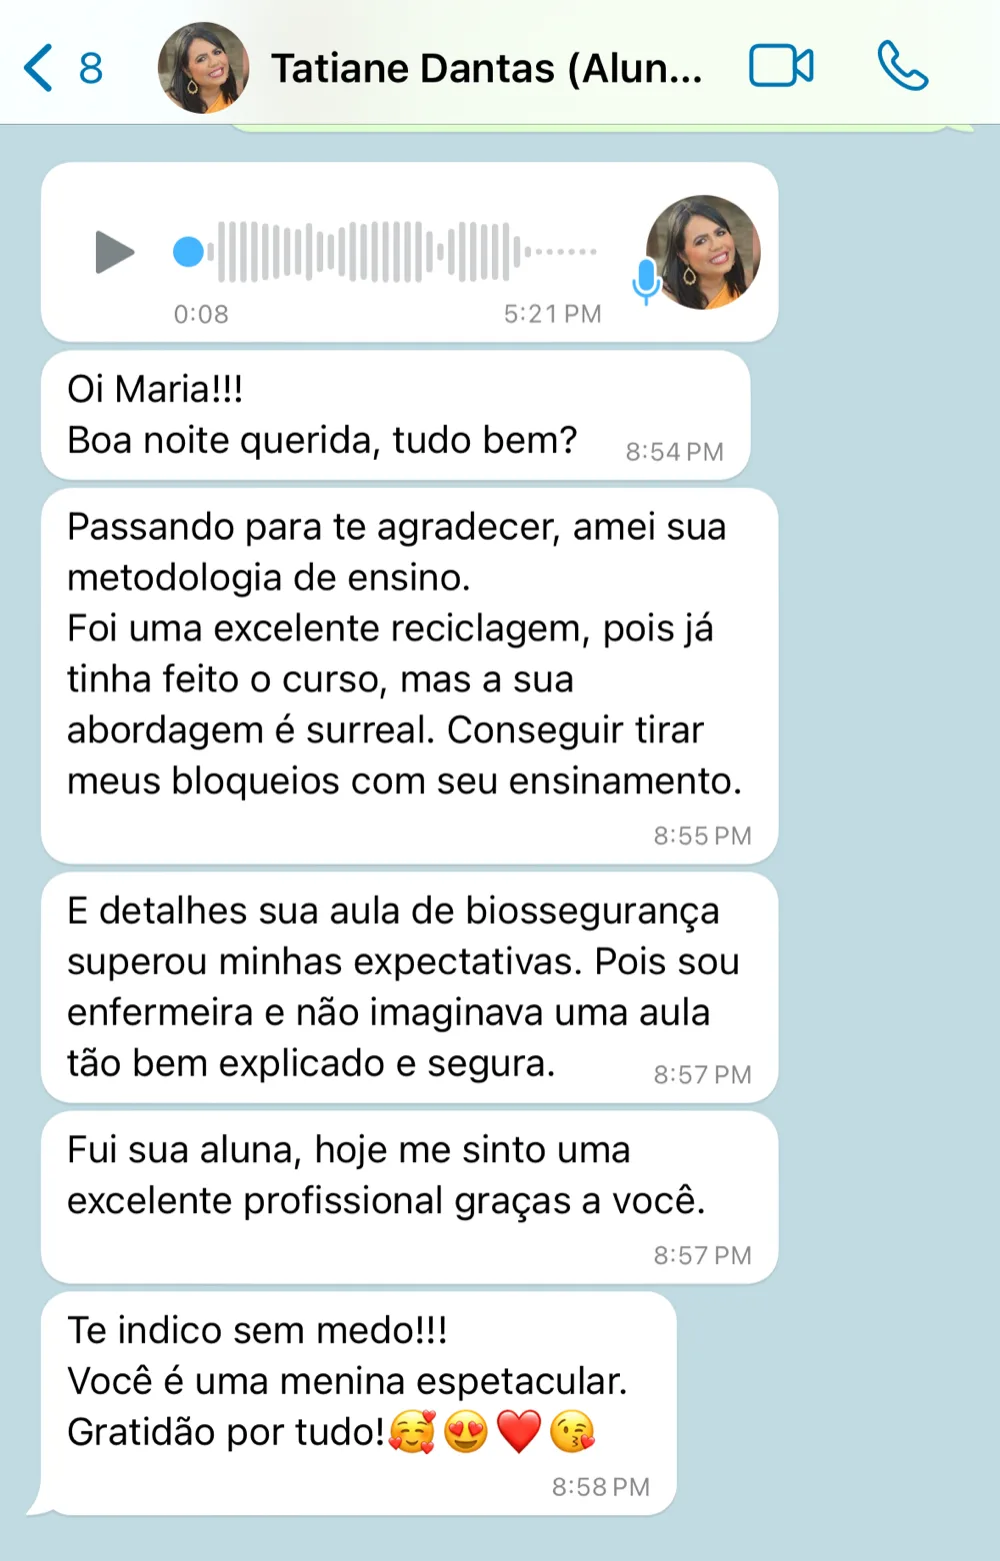 8
Tatiane Dantas (Alun...
0:08
5:21 PM
Oi Maria!!!
Boa noite querida, tudo bem?
8:54 PM
Passando para te agradecer, amei sua
metodologia de ensino.
Foi uma excelente reciclagem, pois já
tinha feito o curso, mas a sua
abordagem é surreal. Conseguir tirar
meus bloqueios com seu ensinamento.
8:55 PM
E detalhes sua aula de biossegurança
superou minhas expectativas. Pois sou
enfermeira e não imaginava uma aula
tão bem explicado e segura.
8:57 PM
Fui sua aluna, hoje me sinto uma
excelente profissional graças a você.
8:57 PM
Te indico sem medo!!!
Você é uma menina espetacular.
Gratidão por tudo!🥰😍❤️😘
8:58 PM